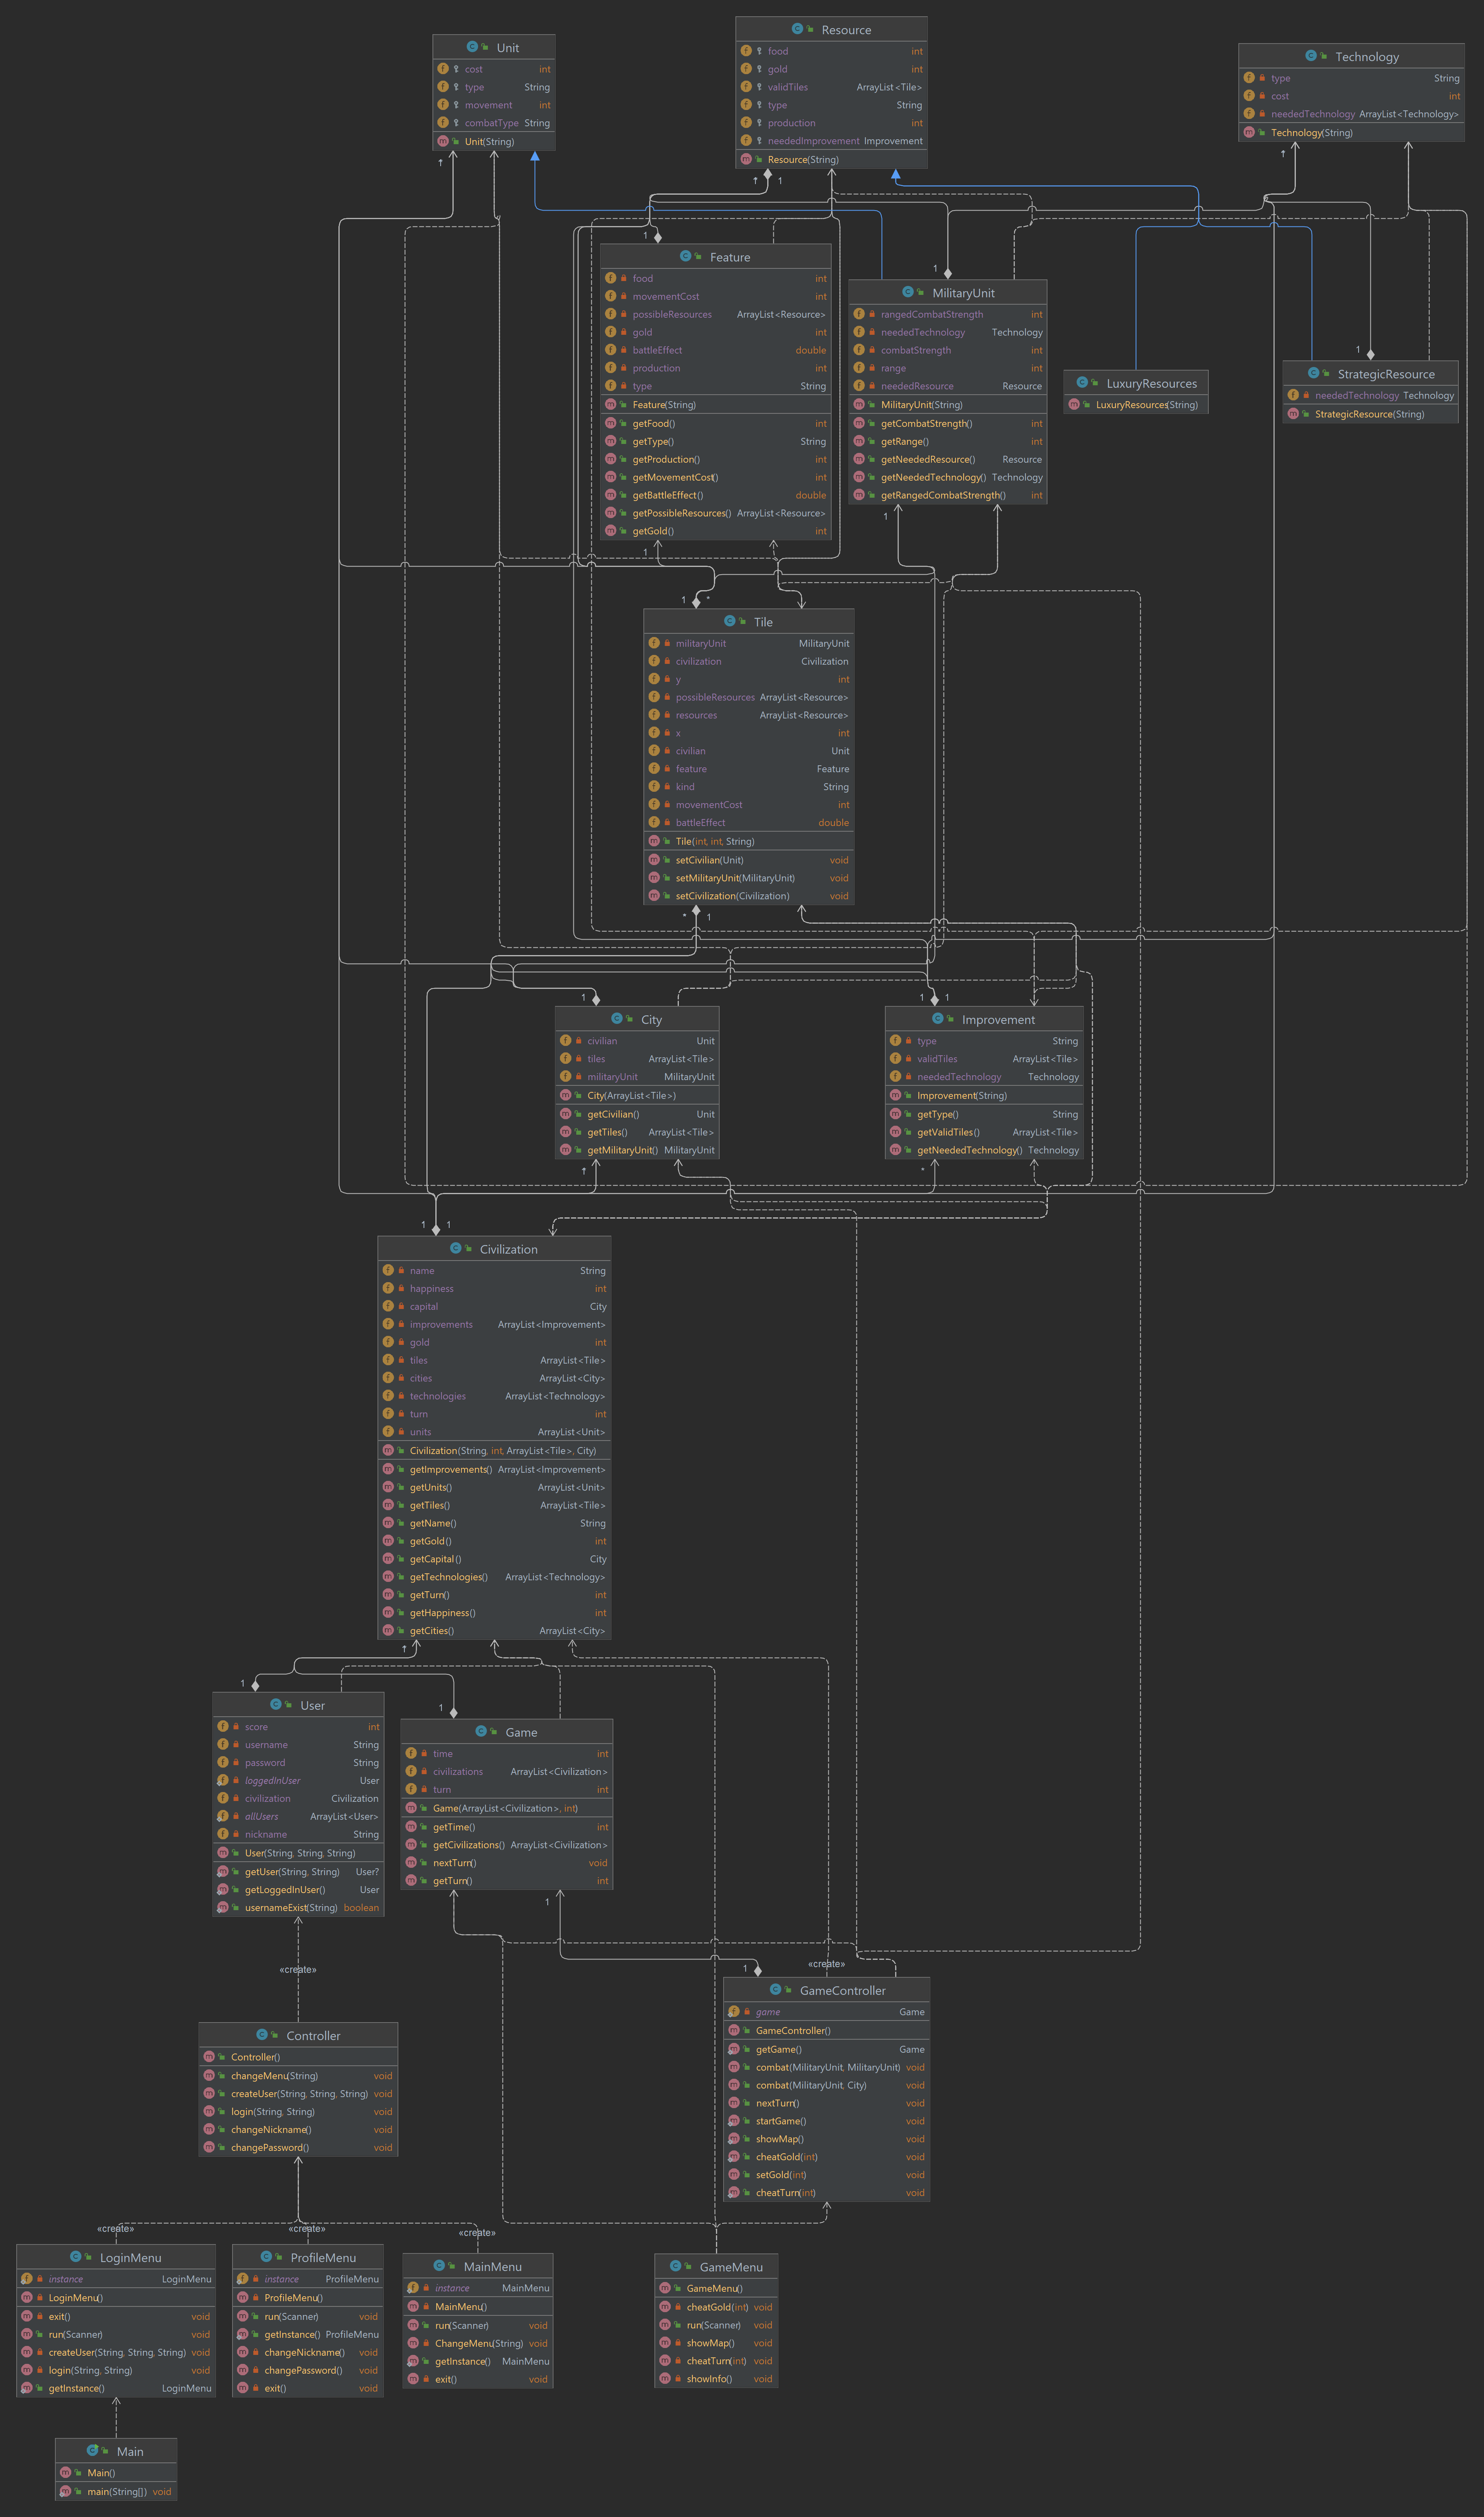 Unit
cost int
type String
movement int
combatType String
Unit(String)
Resource
food int
gold int
validTiles ArrayList<Tile>
type String
production int
neededImprovement Improvement
Resource(String)
Technology
type String
cost int
neededTechnology ArrayList<Technology>
Technology(String)
1
1
Feature
food int
movementCost int
possibleResources ArrayList<Resource>
gold int
battleEffect double
production int
type String
Feature(String)
getFood() int
getType() String
getProduction() int
getMovementCost() int
getBattleEffect() double
getPossibleResources() ArrayList<Resource>
getGold() int
1
MilitaryUnit
rangedCombatStrength int
neededTechnology Technology
combatStrength int
range int
neededResource Resource
MilitaryUnit(String)
getCombatStrength() int
getRange() int
getNeededResource() Resource
getNeededTechnology() Technology
getRangedCombatStrength() int
LuxuryResources
LuxuryResources(String)
1
StrategicResource
neededTechnology Technology
StrategicResource(String)
1
1
1 *
Tile
militaryUnit MilitaryUnit
civilization Civilization
y int
possibleResources ArrayList<Resource>
resources ArrayList<Resource>
x int
civilian Unit
feature Feature
kind String
movementCost int
battleEffect double
Tile(int, int, String)
setCivilian(Unit) void
setMilitaryUnit(MilitaryUnit) void
setCivilization(Civilization) void
* 1
1
City
civilian Unit
tiles ArrayList<Tile>
militaryUnit MilitaryUnit
City(ArrayList<Tile>)
getCivilian() Unit
getTiles() ArrayList<Tile>
getMilitaryUnit() MilitaryUnit
1 1
Improvement
type String
validTiles ArrayList<Tile>
neededTechnology Technology
Improvement(String)
getType() String
getValidTiles() ArrayList<Tile>
getNeededTechnology() Technology
*
1 1
Civilization
name String
happiness int
capital City
improvements ArrayList<Improvement>
gold int
tiles ArrayList<Tile>
cities ArrayList<City>
technologies ArrayList<Technology>
turn int
units ArrayList<Unit>
Civilization(String, int, ArrayList<Tile>, City)
getImprovements() ArrayList<Improvement>
getUnits() ArrayList<Unit>
getTiles() ArrayList<Tile>
getName() String
getGold() int
getCapital() City
getTechnologies() ArrayList<Technology>
getTurn() int
getHappiness() int
getCities() ArrayList<City>
1
User
score int
username String
password String
loggedInUser User
civilization Civilization
allUsers ArrayList<User>
nickname String
User(String, String, String)
getUser(String, String) User?
getLoggedInUser() User
usernameExist(String) boolean
1
Game
time int
civilizations ArrayList<Civilization>
turn int
Game(ArrayList<Civilization>, int)
getTime() int
getCivilizations() ArrayList<Civilization>
nextTurn() void
getTurn() int
1
«create»
1
«create»
GameController
game Game
GameController()
getGame() Game
combat(MilitaryUnit, MilitaryUnit) void
combat(MilitaryUnit, City) void
nextTurn() void
startGame() void
showMap() void
cheatGold(int) void
setGold(int) void
cheatTurn(int) void
Controller
Controller()
changeMenu(String) void
createUser(String, String, String) void
login(String, String) void
changeNickname() void
changePassword() void
«create»
«create»
«create»
LoginMenu
instance LoginMenu
LoginMenu()
exit() void
run(Scanner) void
createUser(String, String, String) void
login(String, String) void
getInstance() LoginMenu
ProfileMenu
instance ProfileMenu
ProfileMenu()
run(Scanner) void
getInstance() ProfileMenu
changeNickname() void
changePassword() void
exit() void
MainMenu
instance MainMenu
MainMenu()
run(Scanner) void
ChangeMenu(String) void
getInstance() MainMenu
exit() void
GameMenu
GameMenu()
cheatGold(int) void
run(Scanner) void
showMap() void
cheatTurn(int) void
showInfo() void
Main
Main()
main(String[]) void